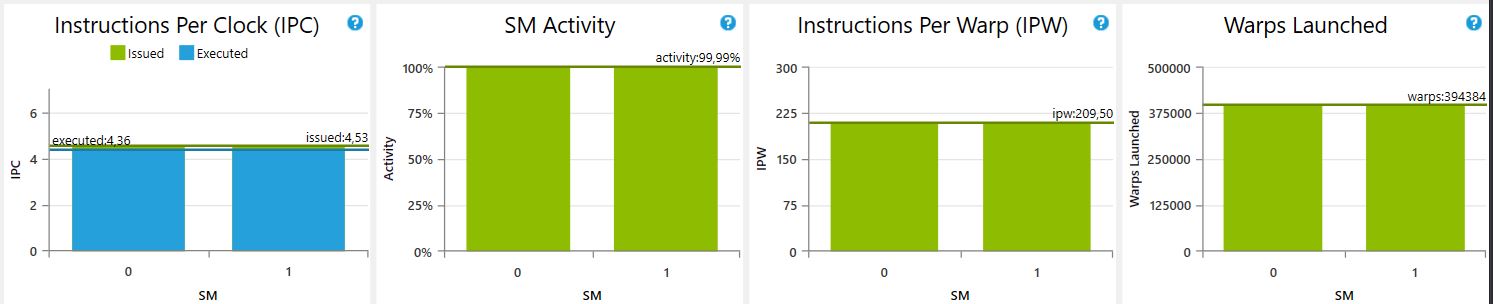 Instructions Per Clock (IPC) ?
Issued Executed
6
4
2
0
IPC
executed:4,36
issued:4,53
0 1
SM
SM Activity ?
100%
75%
50%
25%
0%
Activity
activity:99,99%
0 1
SM
Instructions Per Warp (IPW) ?
300
225
150
75
0
IPW
ipw:209,50
0 1
SM
Warps Launched ?
500000
375000
250000
125000
0
Warps Launched
warps:394384
0 1
SM